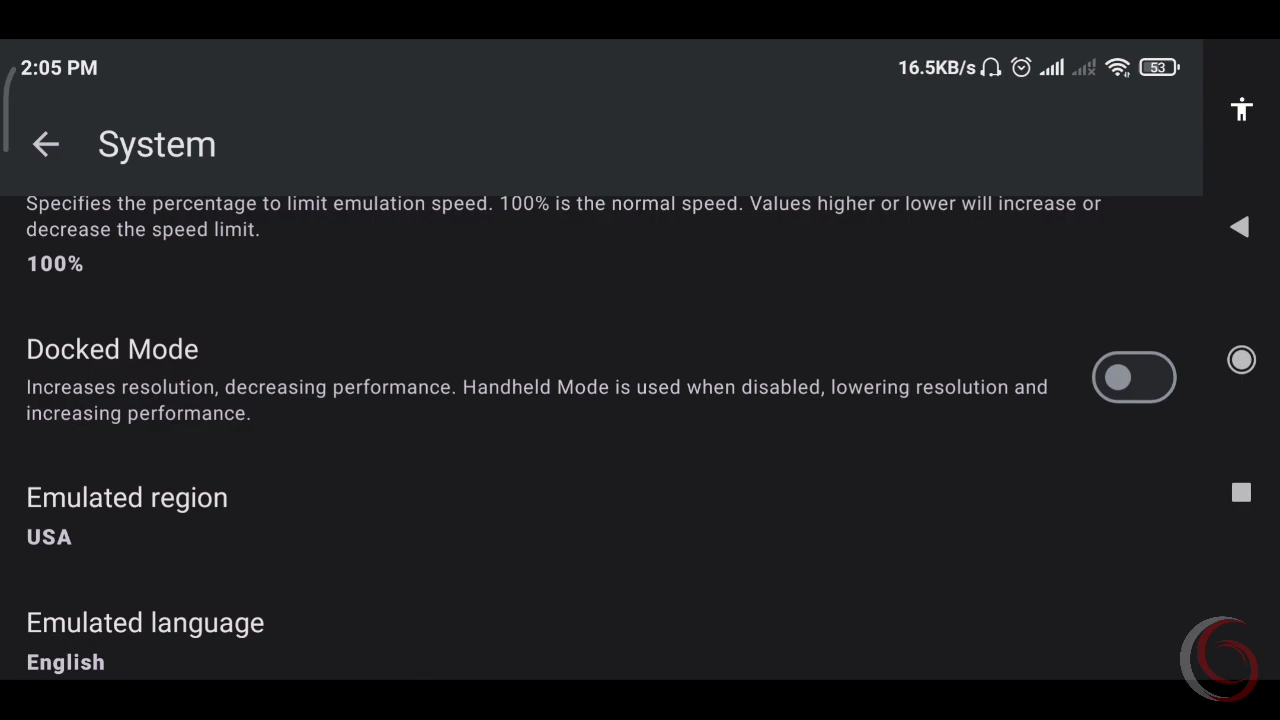 2:05 PM
16.5KB/s
53
System
Specifies the percentage to limit emulation speed. 100% is the normal speed. Values higher or lower will increase or
decrease the speed limit.
100%
Docked Mode
Increases resolution, decreasing performance. Handheld Mode is used when disabled, lowering resolution and
increasing performance.
Emulated region
USA
Emulated language
English